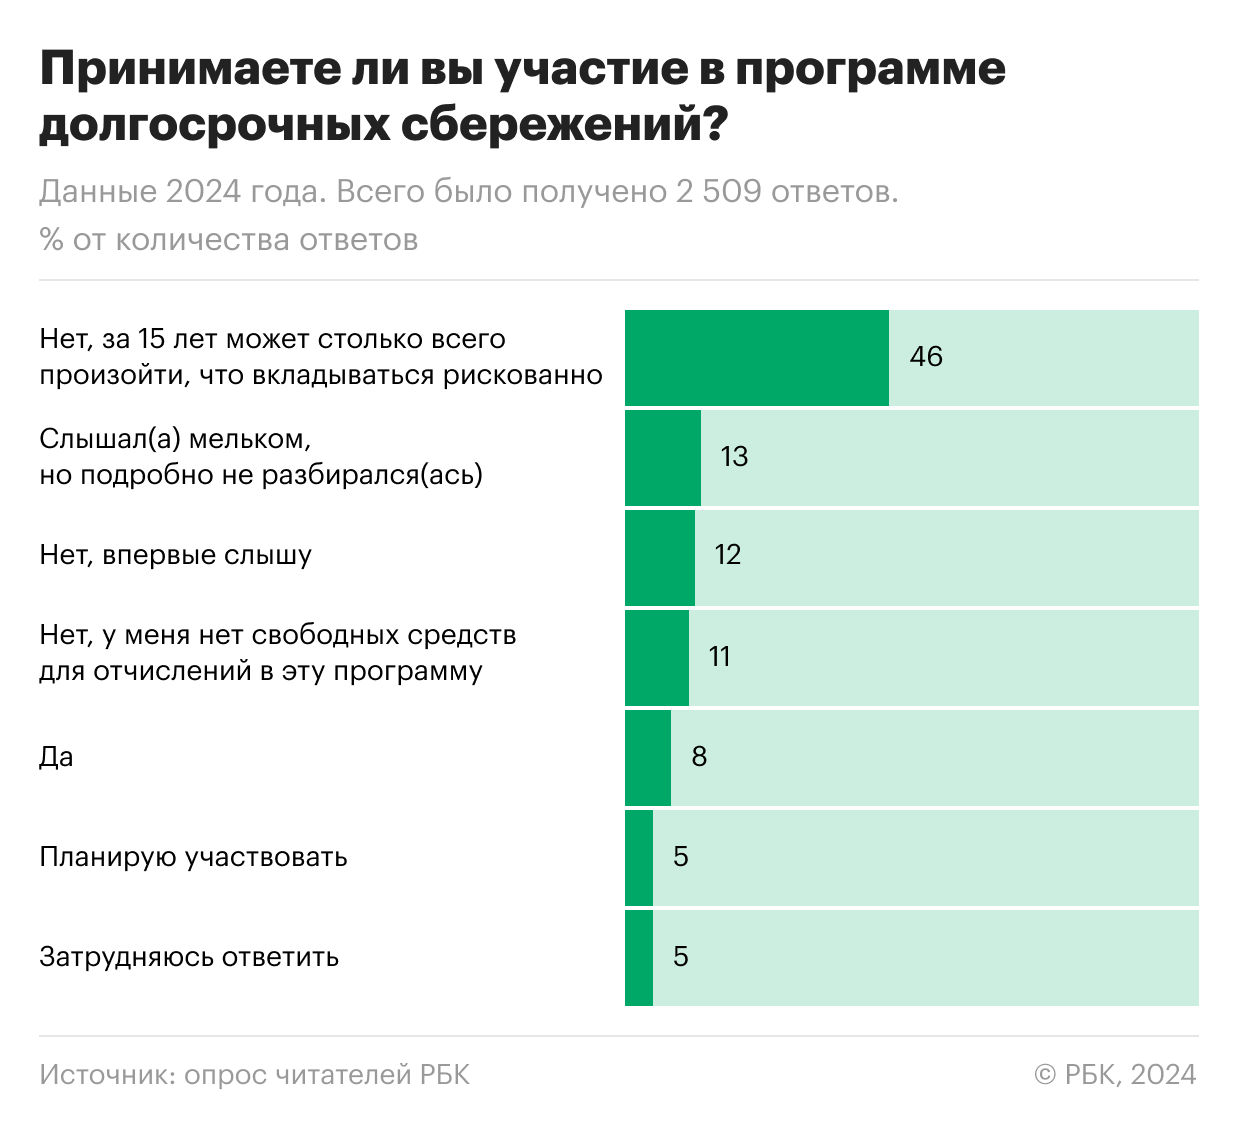 Принимаете ли вы участие в программе
долгосрочных сбережений?
Данные 2024 года. Всего было получено 2 509 ответов.
% от количества ответов
Нет, за 15 лет может столько всего
произойти, что вкладываться рискованно
46
Слышал(а) мельком,
но подробно не разбирался(ась)
13
Нет, впервые слышу
12
Нет, у меня нет свободных средств
для отчислений в эту программу
11
Да
8
Планирую участвовать
5
Затрудняюсь ответить
5
Источник: опрос читателей РБК
© РБК, 2024